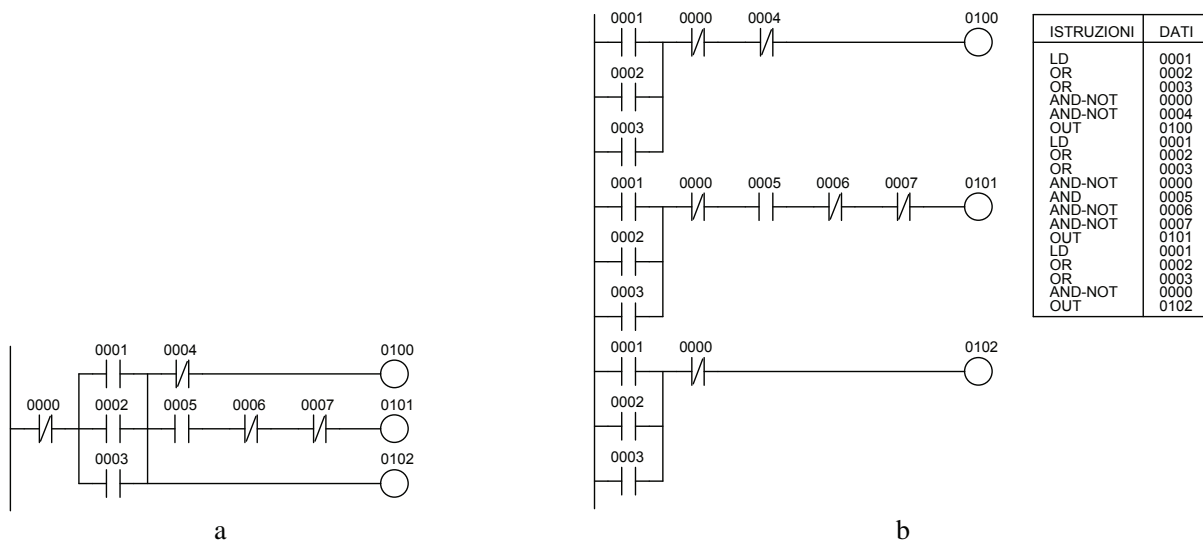 0001 0004 0100
0000 0002 0005 0006 0007 0101
0003 0102
a
0001 0000 0004 0100
0002
0003
0001 0000 0005 0006 0007 0101
0002
0003
0001 0000 0102
0002
0003
b
ISTRUZIONI DATI
LD 0001
OR 0002
OR 0003
AND-NOT 0000
AND-NOT 0004
OUT 0100
LD 0001
OR 0002
OR 0003
AND-NOT 0000
AND 0005
AND-NOT 0006
AND-NOT 0007
OUT 0101
LD 0001
OR 0002
OR 0003
AND-NOT 0000
OUT 0102